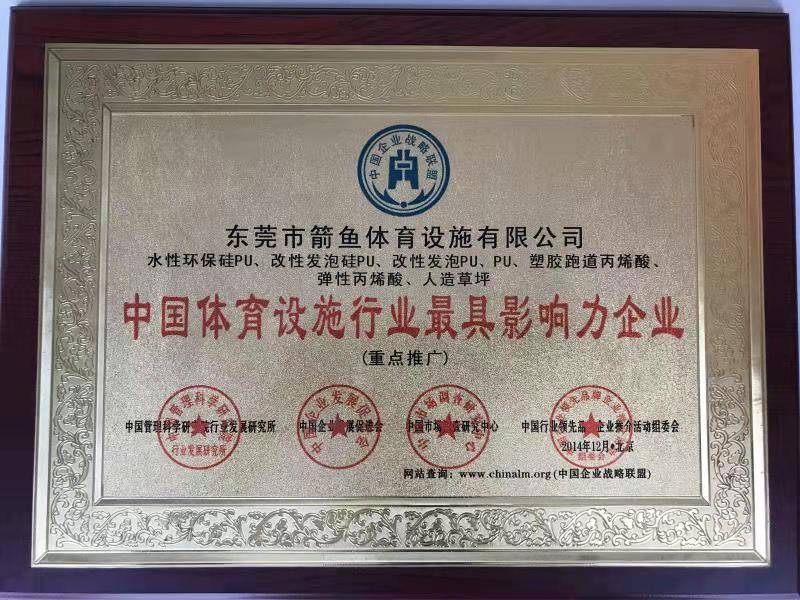 中国企业战略联盟
东莞市箭鱼体育设施有限公司
水性环保硅PU、改性发泡硅PU、改性发泡PU、PU、塑胶跑道丙烯酸、
弹性丙烯酸、人造草坪
中国体育设施行业最具影响力企业
(重点推广)
中国管理科学研究院行业发展研究所
中国企业发展促进会
中国市场调查研究中心
中国行业领先品牌企业推介活动组委会
行业发展研究所
2014年12月·北京
网站查询：www.chinalm.org(中国企业战略联盟)